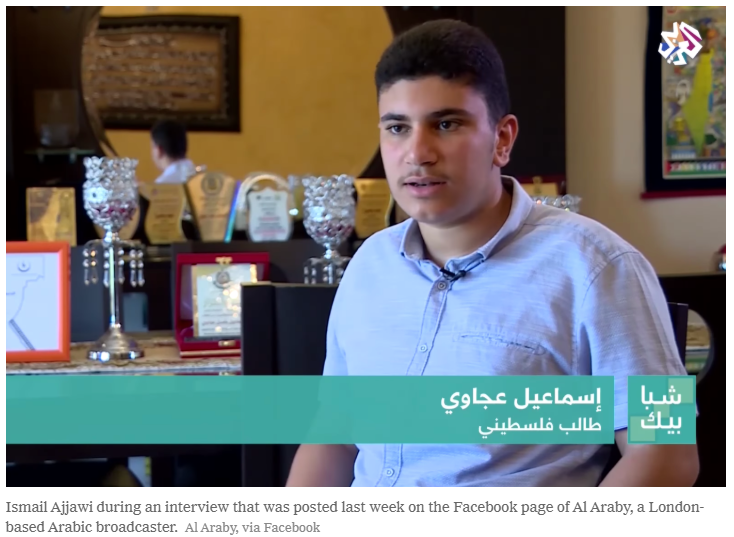 إسماعيل عجاوي
طالب فلسطيني
شبا
بيك
Ismail Ajjawi during an interview that was posted last week on the Facebook page of Al Araby, a London-
based Arabic broadcaster. Al Araby, via Facebook